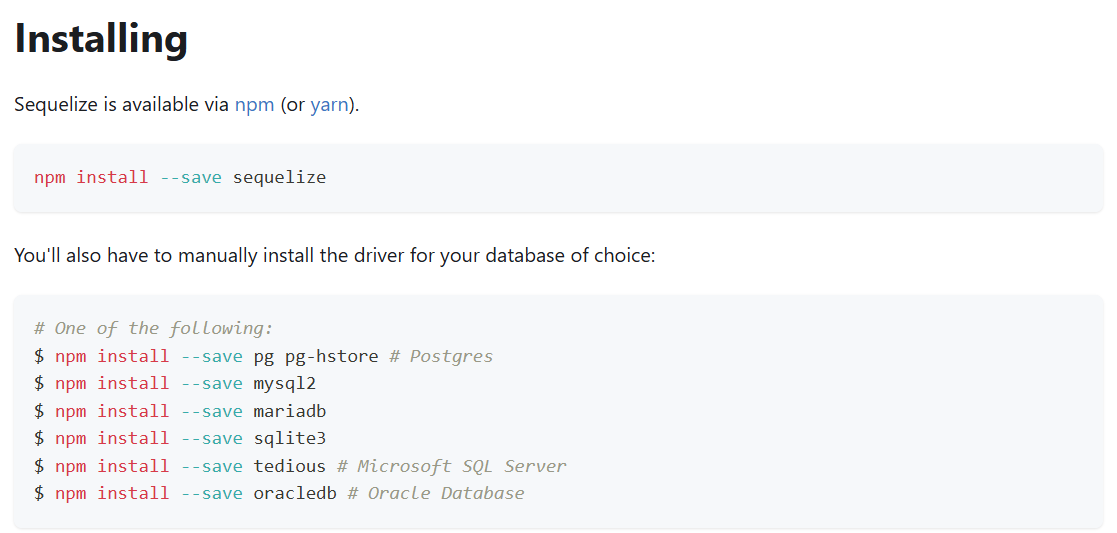 Installing
Sequelize is available via npm (or yarn).
npm install --save sequelize
You'll also have to manually install the driver for your database of choice:
# One of the following:
$ npm install --save pg pg-hstore # Postgres
$ npm install --save mysql2
$ npm install --save mariadb
$ npm install --save sqlite3
$ npm install --save tedious # Microsoft SQL Server
$ npm install --save oracledb # Oracle Database